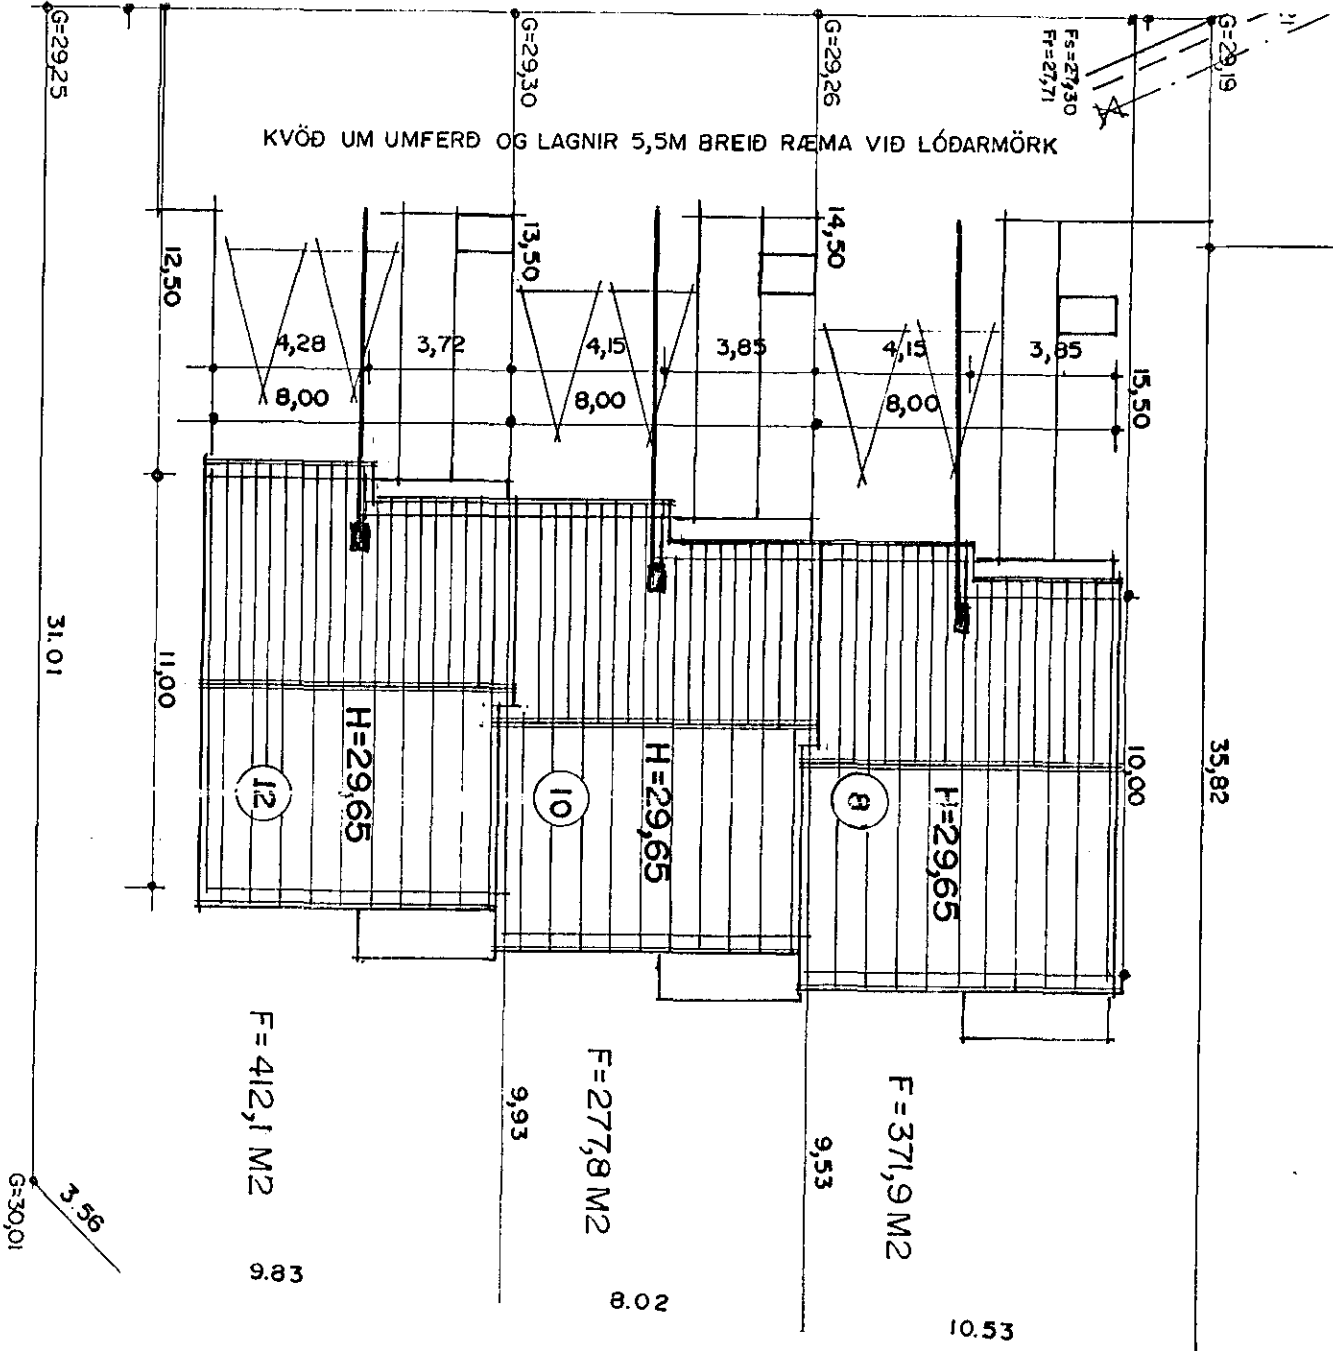 G=29,25
G=29,30
G=29,26
G=29,19
Fs=27,30
Fr=27,71
KVÖÐ UM UMFERÐ OG LAGNIR 5,5M BREIÐ RÆMA VIÐ LÓÐARMÖRK
12,50
13,50
14,50
15,50
4,28
3,72
4,15
3,85
4,15
3,85
8,00
8,00
8,00
31.01
11,00
10,00
35,82
H=29,65
H=29,65
H=29,65
12
10
8
F=412,1 M2
F=277,8 M2
F=371,9 M2
9,93
9,53
3.56
G=30,01
9.83
8.02
10.53